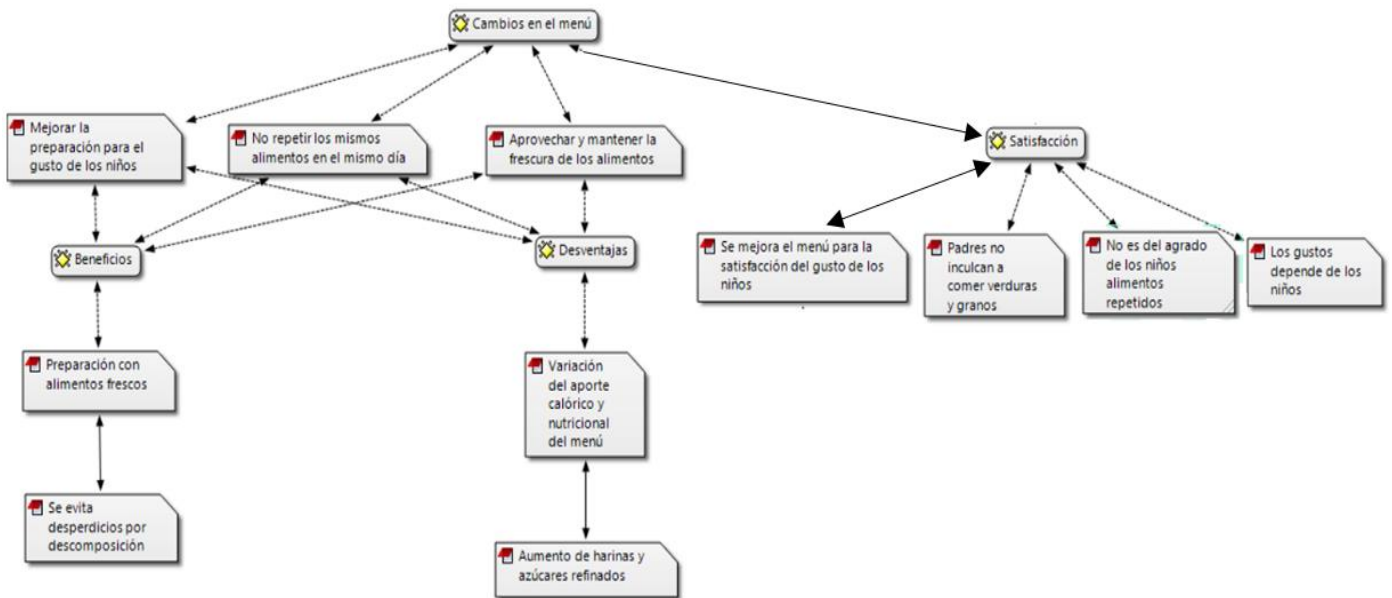 Cambios en el menú
Mejorar la
preparación para el
gusto de los niños
No repetir los mismos
alimentos en el mismo día
Aprovechar y mantener la
frescura de los alimentos
Satisfacción
Beneficios
Desventajas
Se mejora el menú para la
satisfacción del gusto de los
niños
Padres no
inculcan a
comer verduras
y granos
No es del agrado
de los niños
alimentos
repetidos
Los gustos
depende de los
niños
Preparación con
alimentos frescos
Variación
del aporte
calórico y
nutricional
del menú
Se evita
desperdicios por
descomposición
Aumento de harinas y
azúcares refinados